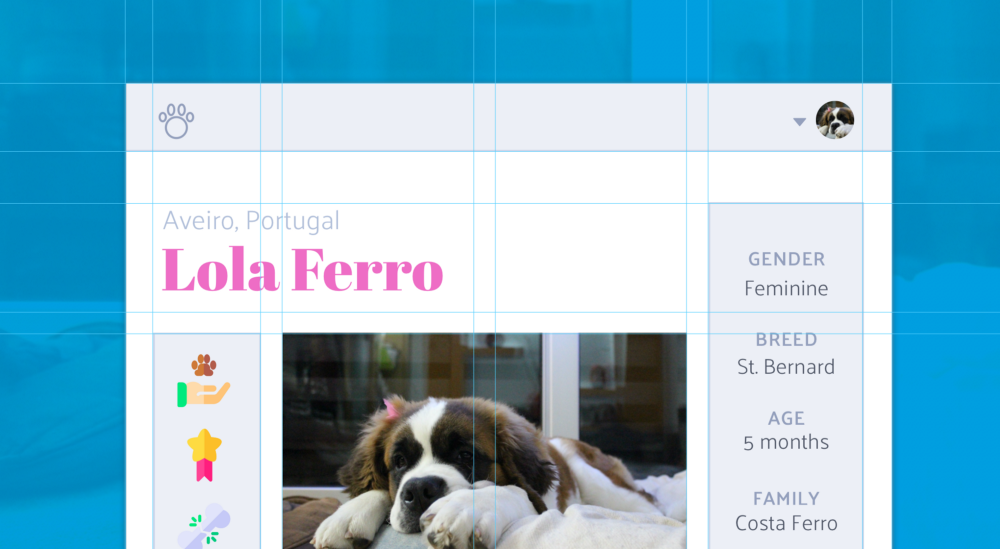 Aveiro, Portugal
Lola Ferro
GENDER
Feminine
BREED
St. Bernard
AGE
5 months
FAMILY
Costa Ferro